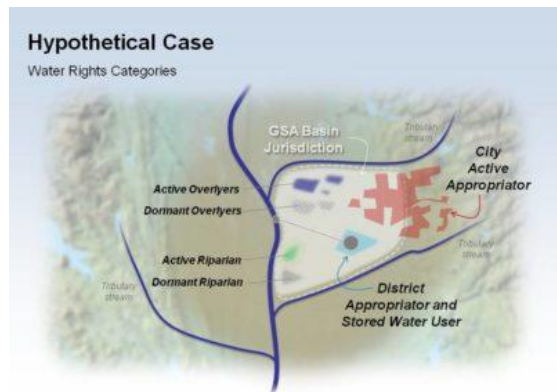 Hypothetical Case
Water Rights Categories
GSA Basin
Jurisdiction
Tributary
stream
City
Active
Appropriator
Active Overlyers
Dormant Overlyers
Active Riparian
Dormant Riparian
Tributary
stream
Tributary
stream
District
Appropriator and
Stored Water User